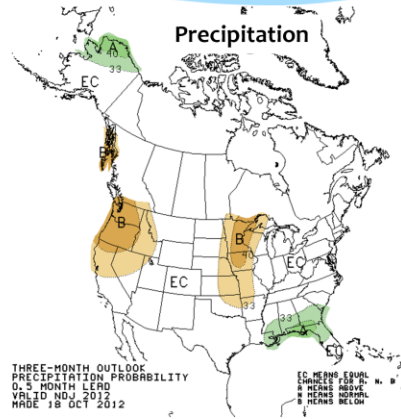 Precipitation
A
40
33
EC
B
B
B
40
EC
EC
33
33
A
EC
THREE-MONTH OUTLOOK
PRECIPITATION PROBABILITY
0.5 MONTH LEAD
VALID NDJ 2012
MADE 18 OCT 2012
EC MEANS EQUAL
CHANCES FOR A, N, B
A MEANS ABOVE
N MEANS NORMAL
B MEANS BELOW